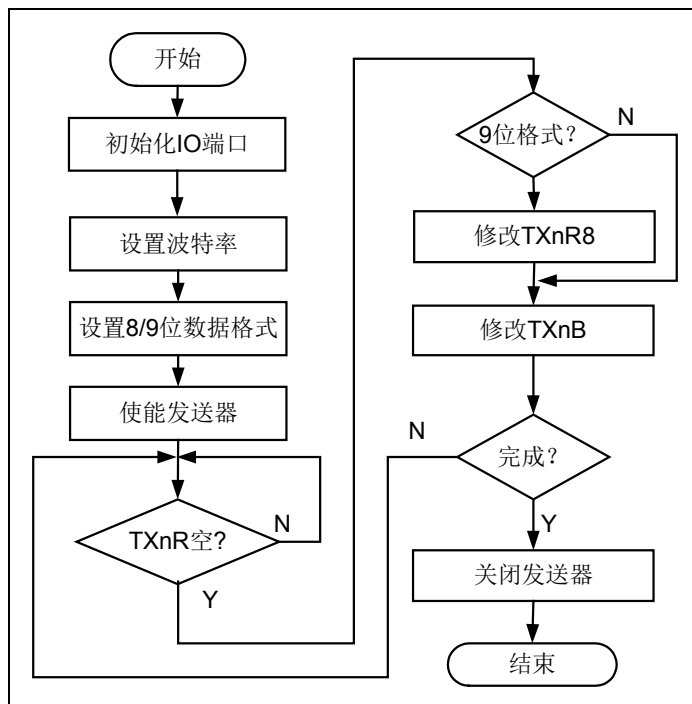 开始
初始化IO端口
设置波特率
设置8/9位数据格式
使能发送器
TXnR空?
N
Y
9位格式?
N
修改TXnR8
修改TXnB
完成?
N
Y
关闭发送器
结束